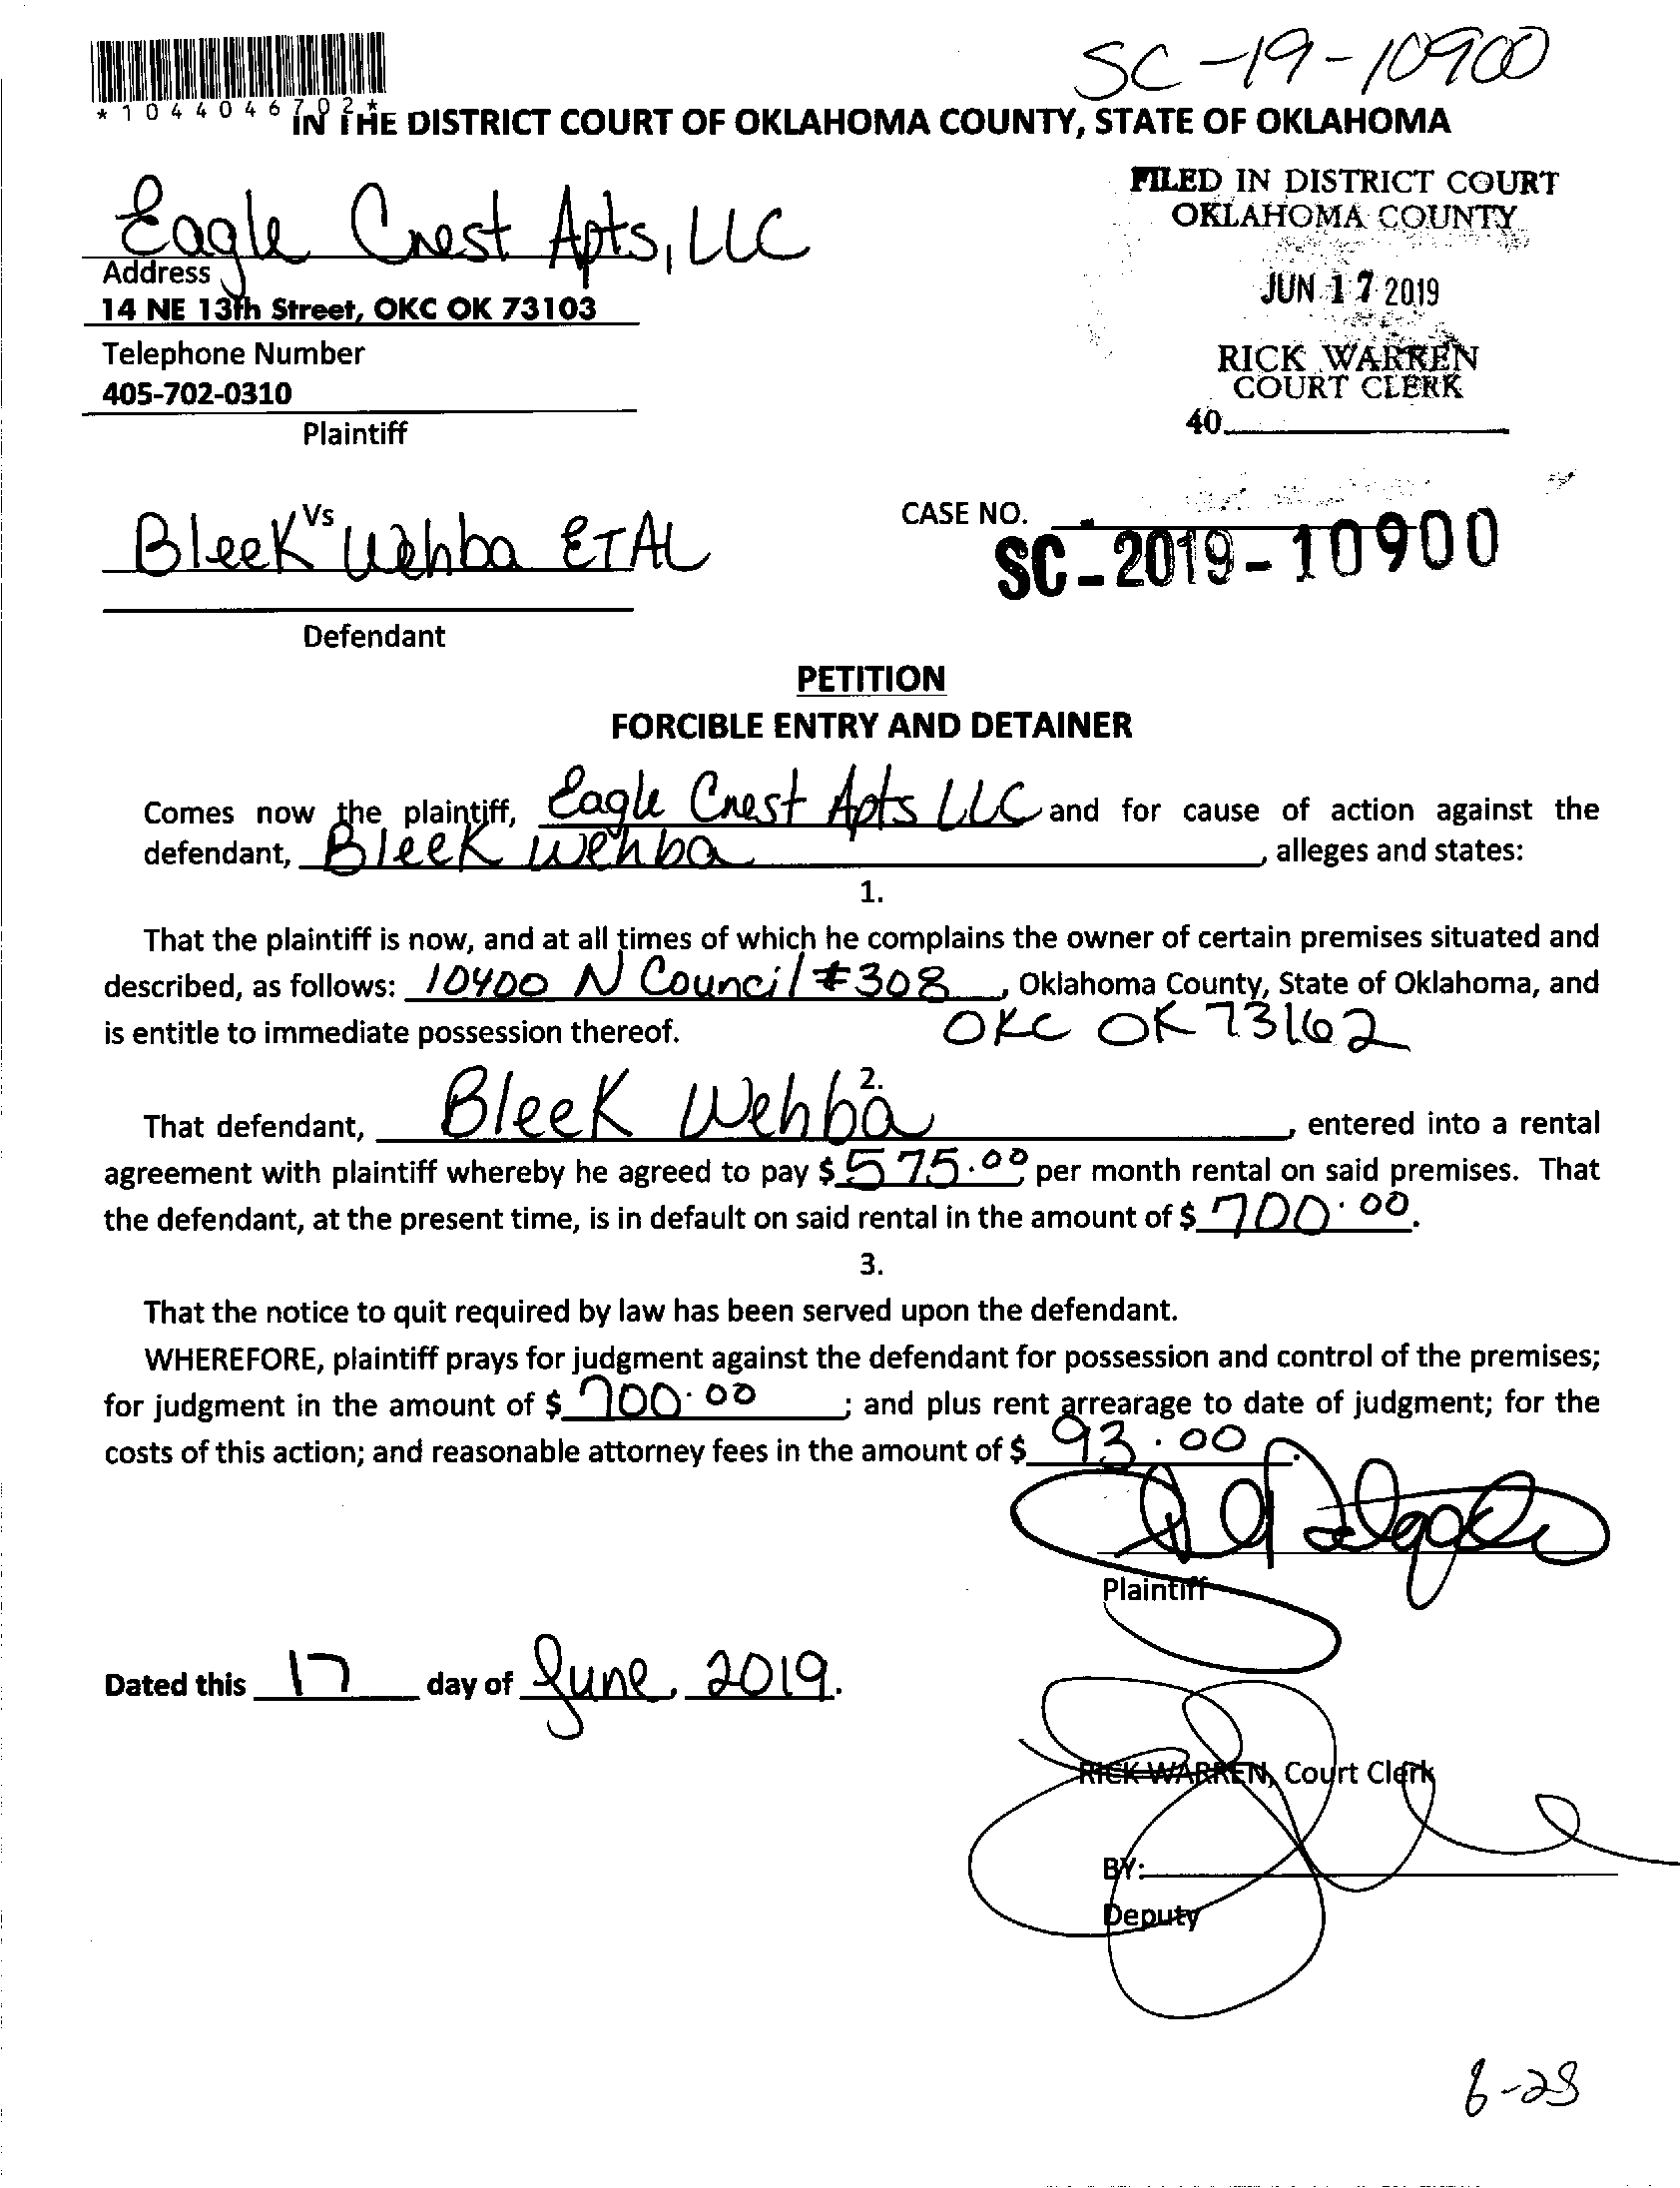 SC-19-10900
*1044046702*
IN THE DISTRICT COURT OF OKLAHOMA COUNTY, STATE OF OKLAHOMA
FILED IN DISTRICT COURT
OKLAHOMA COUNTY
Eagle Crest Apts, LLC
Address
JUN 17 2019
14 NE 13th Street, OKC OK 73103
Telephone Number
RICK WARREN
COURT CLERK
405-702-0310
40
Plaintiff
Vs
CASE NO.
Bleek Wehba ETAL
SC-2019-10900
Defendant
PETITION
FORCIBLE ENTRY AND DETAINER
Comes now the plaintiff, Eagle Crest Apts LLC and for cause of action against the
defendant, Bleek Wehba, alleges and states:
1.
That the plaintiff is now, and at all times of which he complains the owner of certain premises situated and
described, as follows: 10400 N Council #308, Oklahoma County, State of Oklahoma, and
is entitle to immediate possession thereof. OKC OK 73162
2.
That defendant, Bleek Wehba, entered into a rental
agreement with plaintiff whereby he agreed to pay $575.00 per month rental on said premises. That
the defendant, at the present time, is in default on said rental in the amount of $700.00.
3.
That the notice to quit required by law has been served upon the defendant.
WHEREFORE, plaintiff prays for judgment against the defendant for possession and control of the premises;
for judgment in the amount of $700.00; and plus rent arrearage to date of judgment; for the
costs of this action; and reasonable attorney fees in the amount of $93.00.
Plaintiff
Dated this 17 day of June, 2019.
RICK WARREN, Court Clerk
BY:
Deputy
6-28